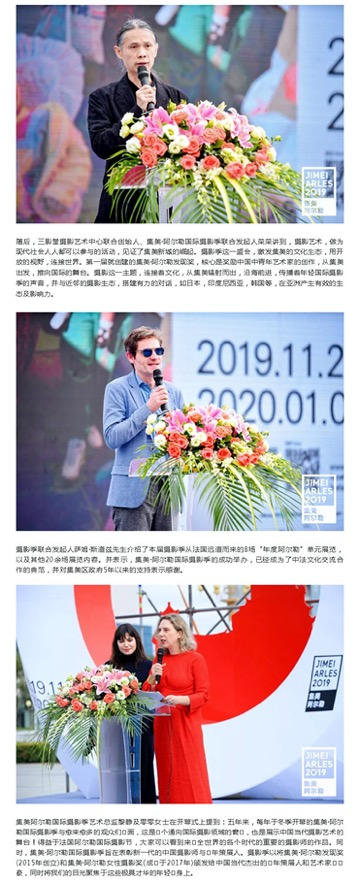 2
2
JIMEI
ARLES
2019
集美
阿尔勒
随后，三影堂摄影艺术中心联合创始人、集美·阿尔勒国际摄影季联合发起人荣荣讲到，摄影艺术，做为
现代社会人人都可以参与的活动，见证了集美新城的崛起。摄影季这一盛会，激发集美的文化生态，用开
放的视野，连接世界。第一届就创建的集美·阿尔勒发现奖，核心是奖励中国中青年艺术家的创作，从集美
出发，推向国际的舞台。摄影这一主题，连接着文化，从集美辐射而出，沿海前进，传播着年轻国际摄影
季的声音，并与近邻的摄影生态，搭建有力的对话，如日本，印度尼西亚，韩国等，在亚洲产生有效的生
态及影响力。
2019.11.2
2020.01.0
JIMEI
ARLES
2019
集美
阿尔勒
摄影季联合发起人萨姆·斯道兹先生介绍了本届摄影季从法国远道而来的8场“年度阿尔勒”单元展览，
以及其他20余场展览内容。并表示，集美·阿尔勒国际摄影季的成功举办，已经成为了中法文化交流合
作的典范，并对集美区政府5年以来的支持表示感谢。
JIMEI
ARLES
2019
集美
阿尔勒
19.11
JIMEI
ARLES
2019
集美
阿尔勒
集美·阿尔勒国际摄影季艺术总监黎静及零零女士在开幕式上提到：五年来，每年于冬季开幕的集美·阿尔
勒国际摄影季与愈来愈多的观众们见面，这是一个通向国际摄影领域的窗口，也是展示中国当代摄影艺术的
舞台！得益于法国阿尔勒国际摄影节，大家可以看到来自全世界的各个时代的重要的摄影师的作品。同
时，集美·阿尔勒国际摄影季旨在表彰新一代的中国摄影师与年轻策展人。摄影季以将集美·阿尔勒发现奖
(2015年创立)和集美·阿尔勒女性摄影奖(成立于2017年)颁发给中国当代杰出的策展人和艺术家
，同时将我们的目光聚焦于这些极具才华的年轻身上。